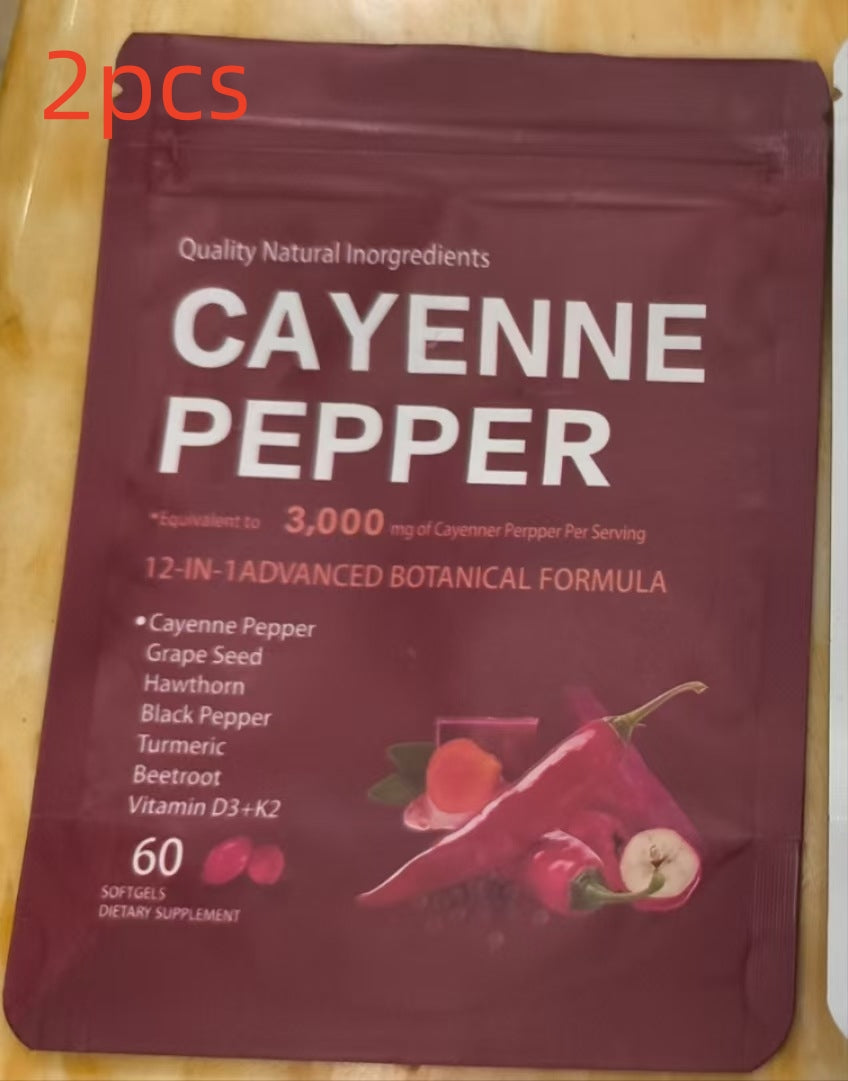 2pcs
Quality Natural Inorgredients
CAYENNE
PEPPER
*Equivalent to 3,000 mg of Cayenner Perpper Per Serving
12-IN-1ADVANCED BOTANICAL FORMULA
•Cayenne Pepper
Grape Seed
Hawthorn
Black Pepper
Turmeric
Beetroot
Vitamin D3+K2
60
SOFTGELS
DIETARY SUPPLEMENT